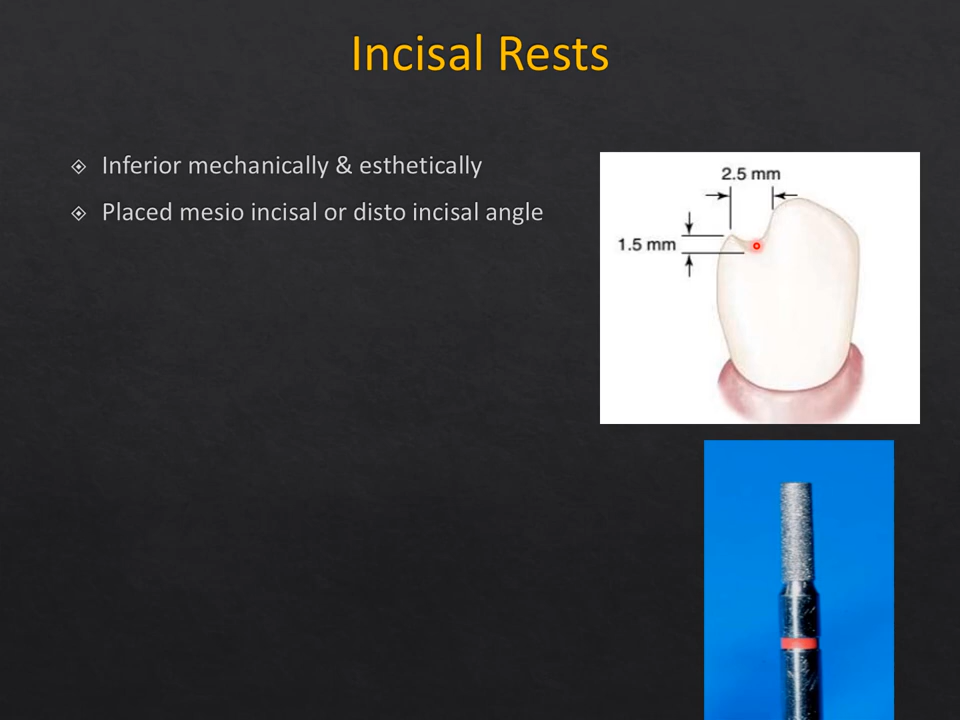 Incisal Rests
Inferior mechanically & esthetically
Placed mesio incisal or disto incisal angle
2.5 mm
1.5 mm